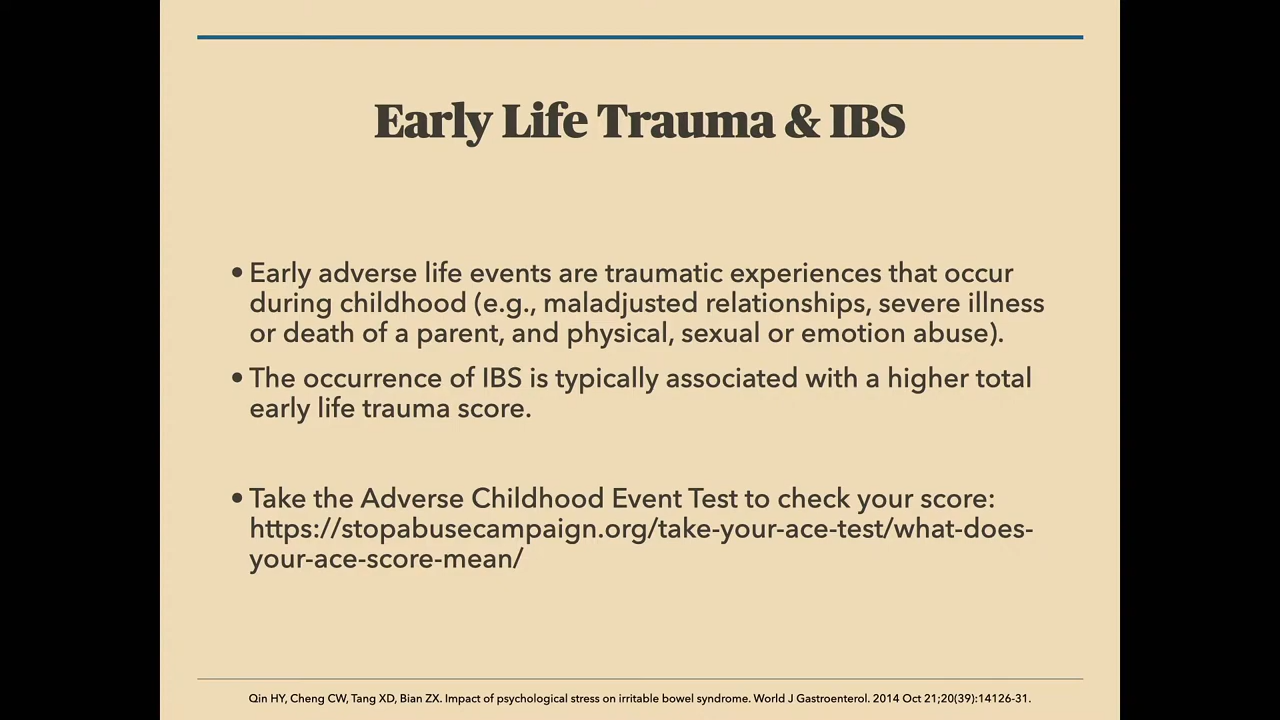 Early Life Trauma & IBS
• Early adverse life events are traumatic experiences that occur
during childhood (e.g., maladjusted relationships, severe illness
or death of a parent, and physical, sexual or emotion abuse).
• The occurrence of IBS is typically associated with a higher total
early life trauma score.
• Take the Adverse Childhood Event Test to check your score:
https://stopabusecampaign.org/take-your-ace-test/what-does-
your-ace-score-mean/
Qin HY, Cheng CW, Tang XD, Bian ZX. Impact of psychological stress on irritable bowel syndrome. World J Gastroenterol. 2014 Oct 21;20(39):14126-31.